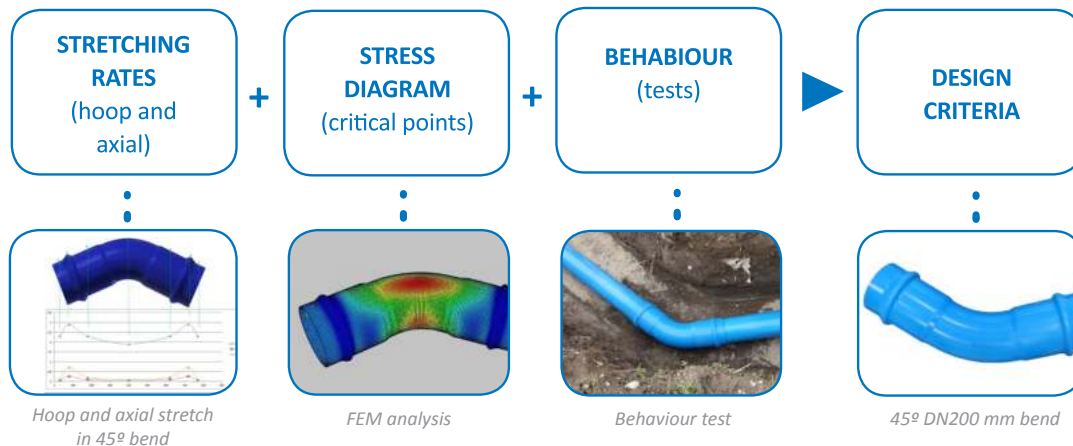 STRETCHING
RATES
(hoop and
axial)
+
STRESS
DIAGRAM
(critical points)
+
BEHABIOUR
(tests)
DESIGN
CRITERIA
Hoop and axial stretch
in 45º bend
FEM analysis
Behaviour test
45º DN200 mm bend